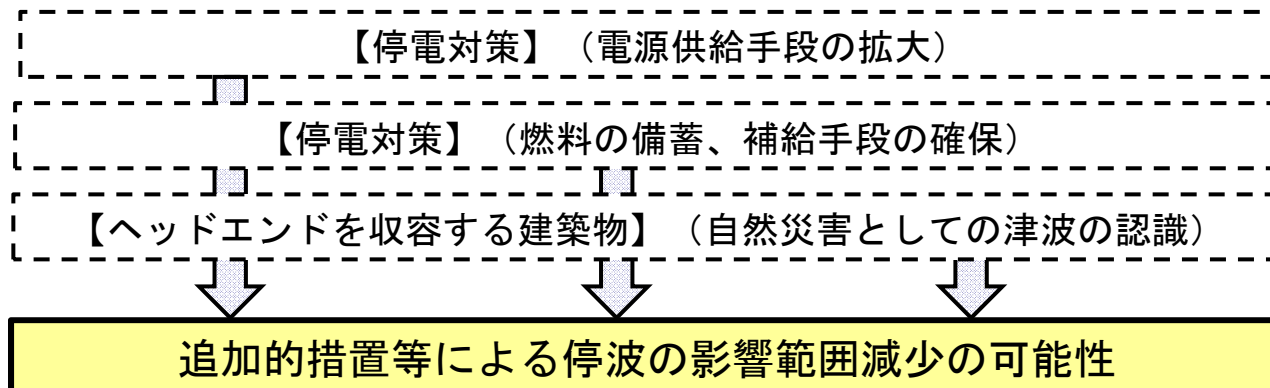 【停電対策】（電源供給手段の拡大）
【停電対策】（燃料の備蓄、補給手段の確保）
【ヘッドエンドを収容する建築物】（自然災害としての津波の認識）
追加的措置等による停波の影響範囲減少の可能性